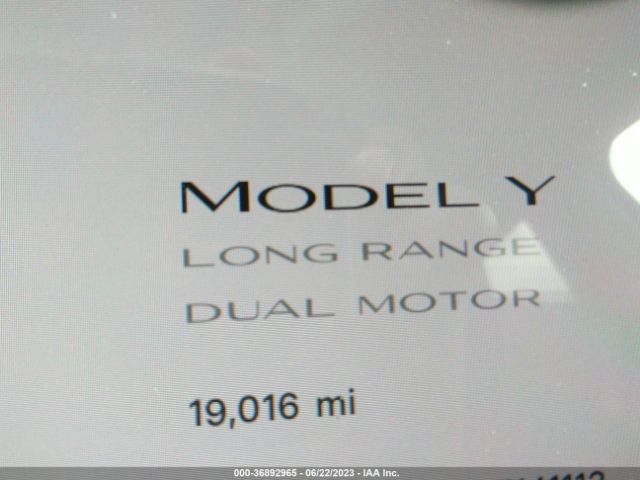 MODEL Y
LONG RANGE
DUAL MOTOR
19,016 mi
000-36892965 - 06/22/2023 - IAA Inc.